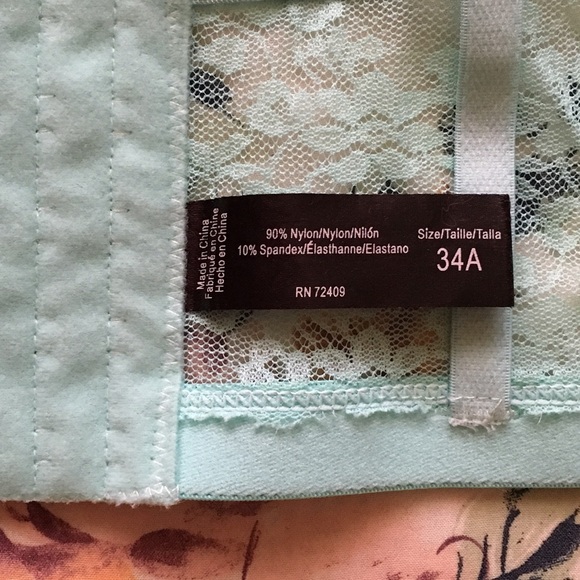 Made in China
Fabriqué en Chine
Hecho en China
90% Nylon/Nylon/Nilón
10% Spandex/Élasthanne/Elastano
RN 72409
Size/Taille/Talla
34A